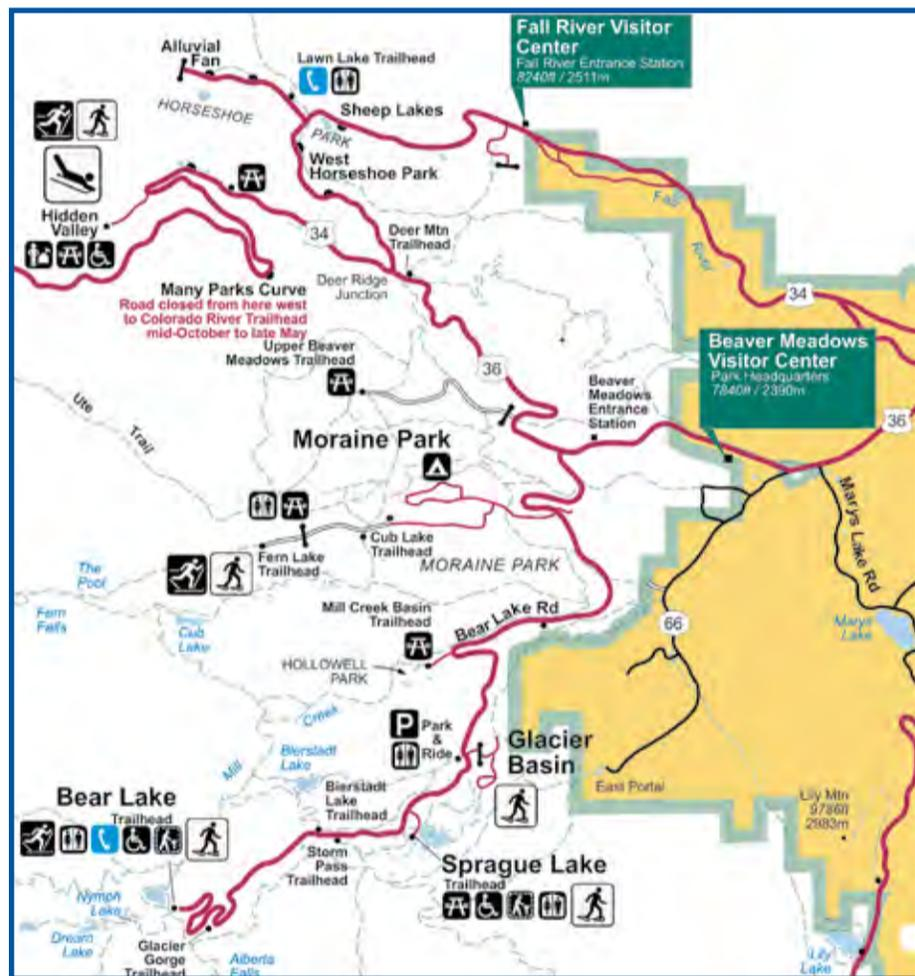 Fall River Visitor
Center
Fall River Entrance Station
8240ft / 2511m
Alluvial
Fan
Lawn Lake Trailhead
HORSESHOE
PARK
Sheep Lakes
West
Horseshoe Park
Fall
River
Hidden
Valley
34
Deer Mtn
Trailhead
Deer Ridge
Junction
34
Many Parks Curve
Road closed from here west
to Colorado River Trailhead
mid-October to late May
Upper Beaver
Meadows Trailhead
36
Beaver
Meadows
Entrance
Station
Beaver Meadows
Visitor Center
Park Headquarters
7840ft / 2390m
36
Ute
Trail
Moraine Park
Marys Lake Rd
Fern Lake
Trailhead
Cub Lake
Trailhead
MORAINE PARK
The
Pool
Fern
Falls
Cub
Lake
Mill Creek Basin
Trailhead
Bear Lake Rd
66
Marys
Lake
HOLLOWELL
PARK
Mill
Creek
Bierstadt
Lake
P
Park
&
Ride
Glacier
Basin
East Portal
Bear Lake
Trailhead
Bierstadt
Lake
Trailhead
Lily Mtn
9786ft
2983m
Storm
Pass
Trailhead
Sprague Lake
Trailhead
Nymph
Lake
Dream
Lake
Glacier
Gorge
Trailhead
Alberta
Falls
Lily
Lake